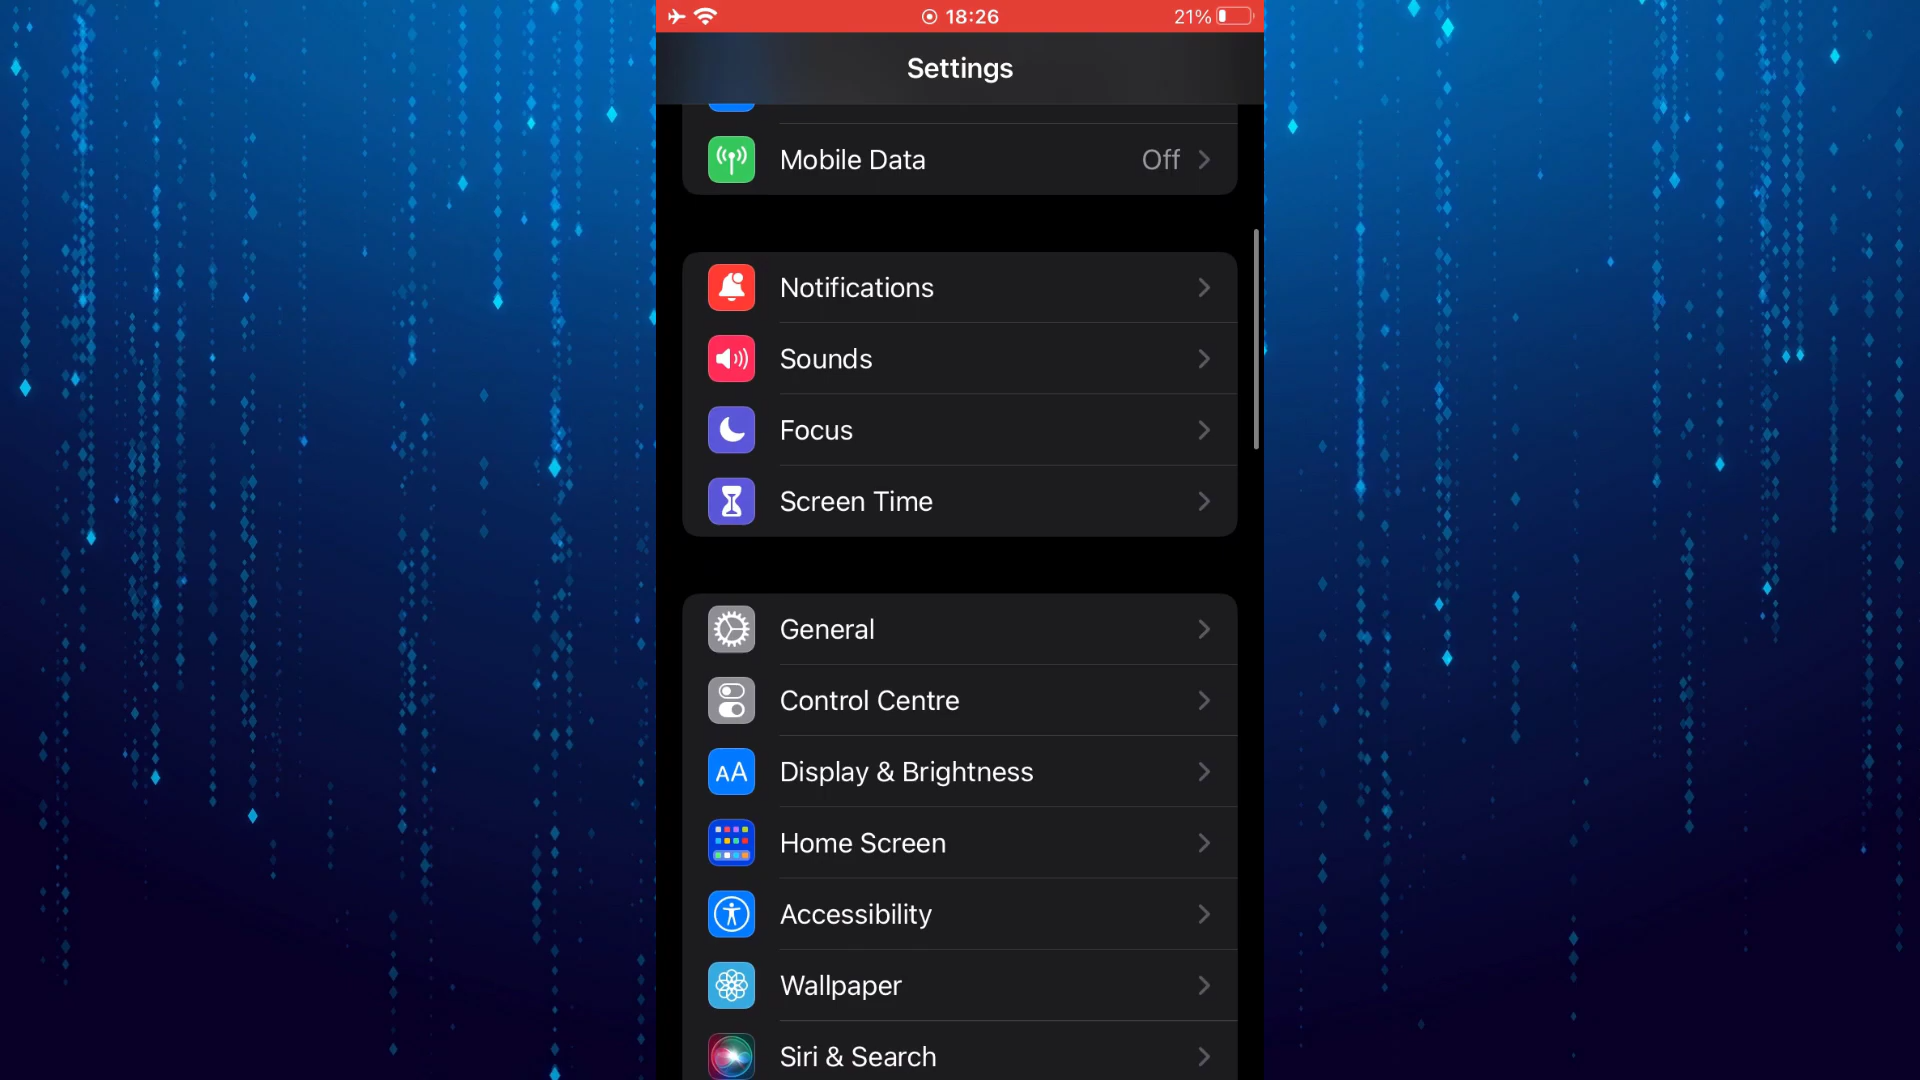 18:26
21%
Settings
Mobile Data Off
Notifications
Sounds
Focus
Screen Time
General
Control Centre
AA Display & Brightness
Home Screen
Accessibility
Wallpaper
Siri & Search